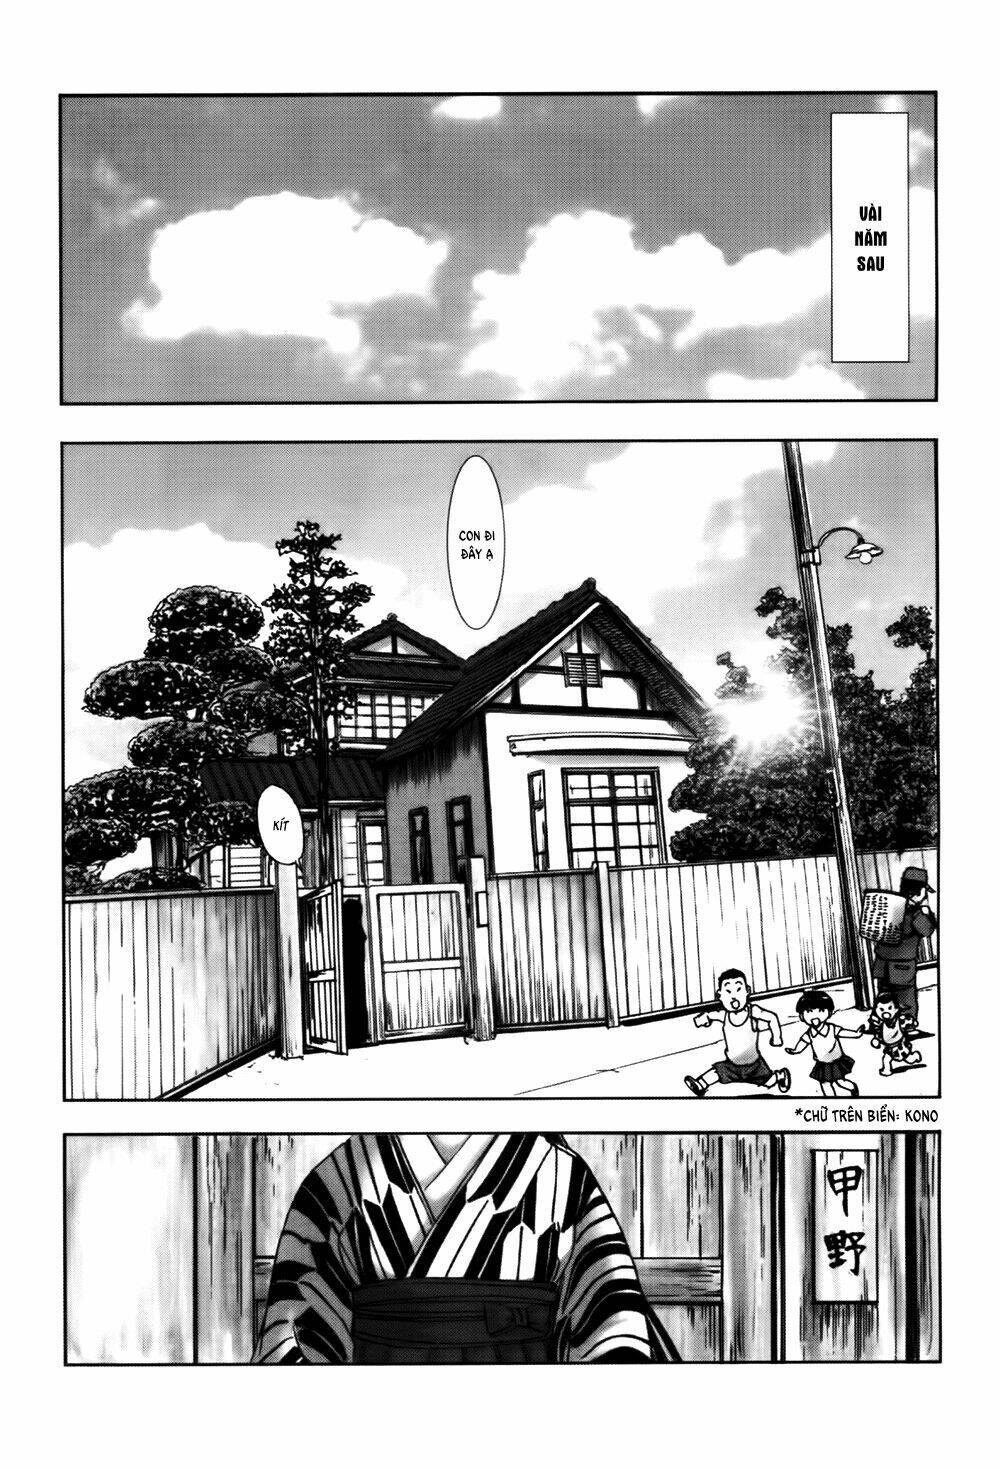 VÀI
NĂM
SAU
CON ĐI
ĐÂY Ạ
KÍT
*CHỮ TRÊN BIỂN: KONO
甲
野